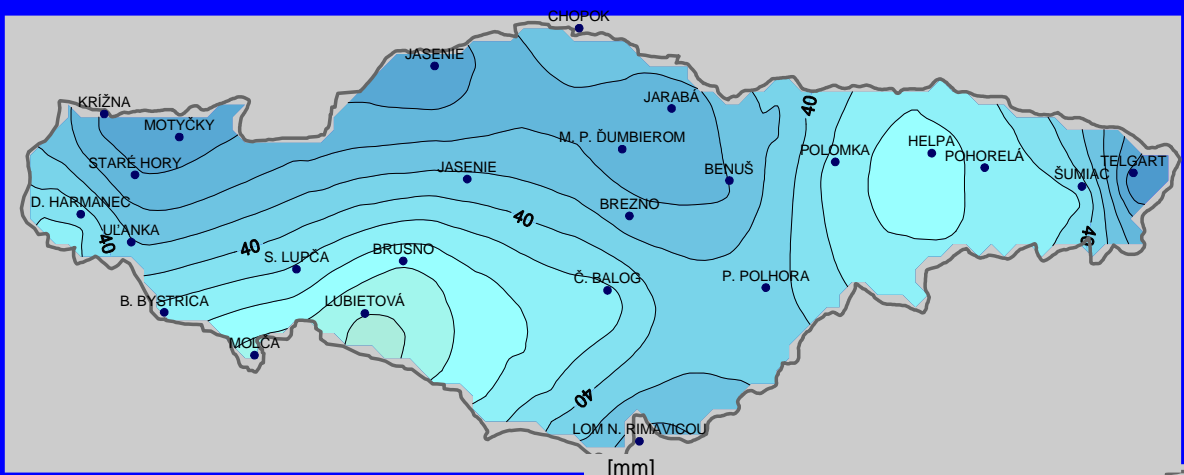 CHOPOK
JASENIE
KRÍŽNA
JARABÁ
40
MOTYČKY
M. P. ĎUMBIEROM
HELPA
POLOMKA
POHORELÁ
TELGART
STARÉ HORY
JASENIE
BENUŠ
ŠUMIAC
D. HARMANEC
BREZNO
40
UĽANKA
40
40
40
S. LUPČA
BRUSNO
Č. BALOG
P. POLHORA
B. BYSTRICA
LUBIETOVÁ
MOLČA
40
LOM N. RIMAVICOU
[mm]